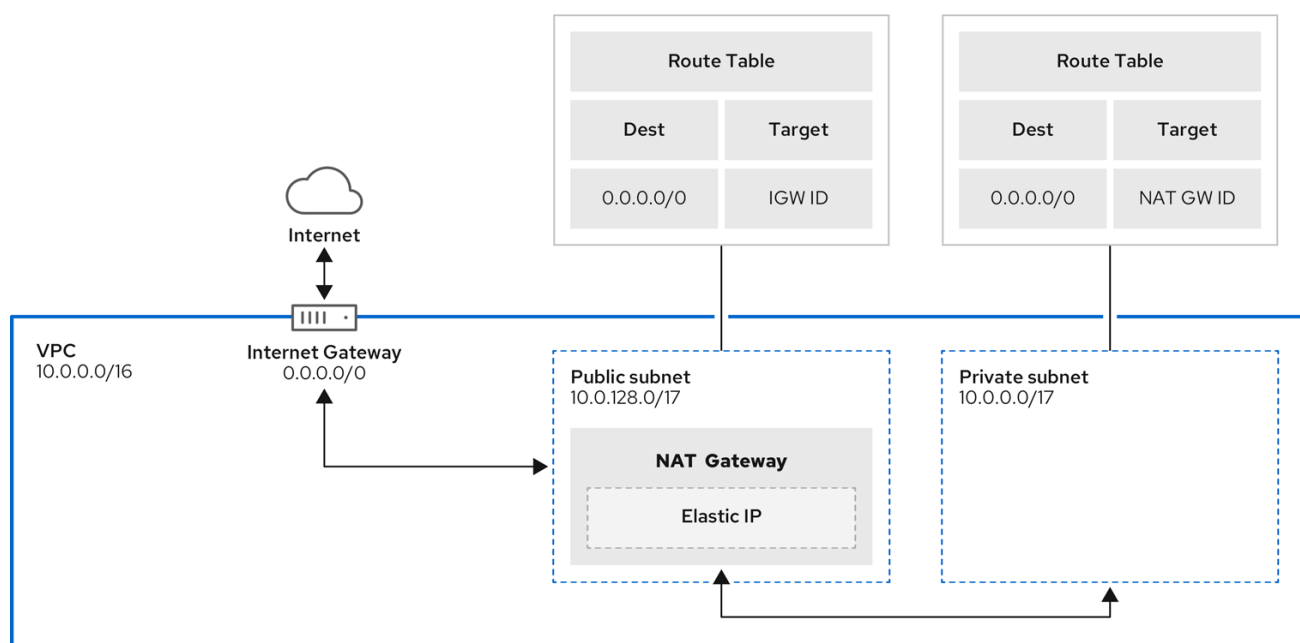 Route Table
Dest
Target
0.0.0.0/0
IGW ID
Route Table
Dest
Target
0.0.0.0/0
NAT GW ID
Internet
VPC
10.0.0.0/16
Internet Gateway
0.0.0.0/0
Public subnet
10.0.128.0/17
NAT Gateway
Elastic IP
Private subnet
10.0.0.0/17